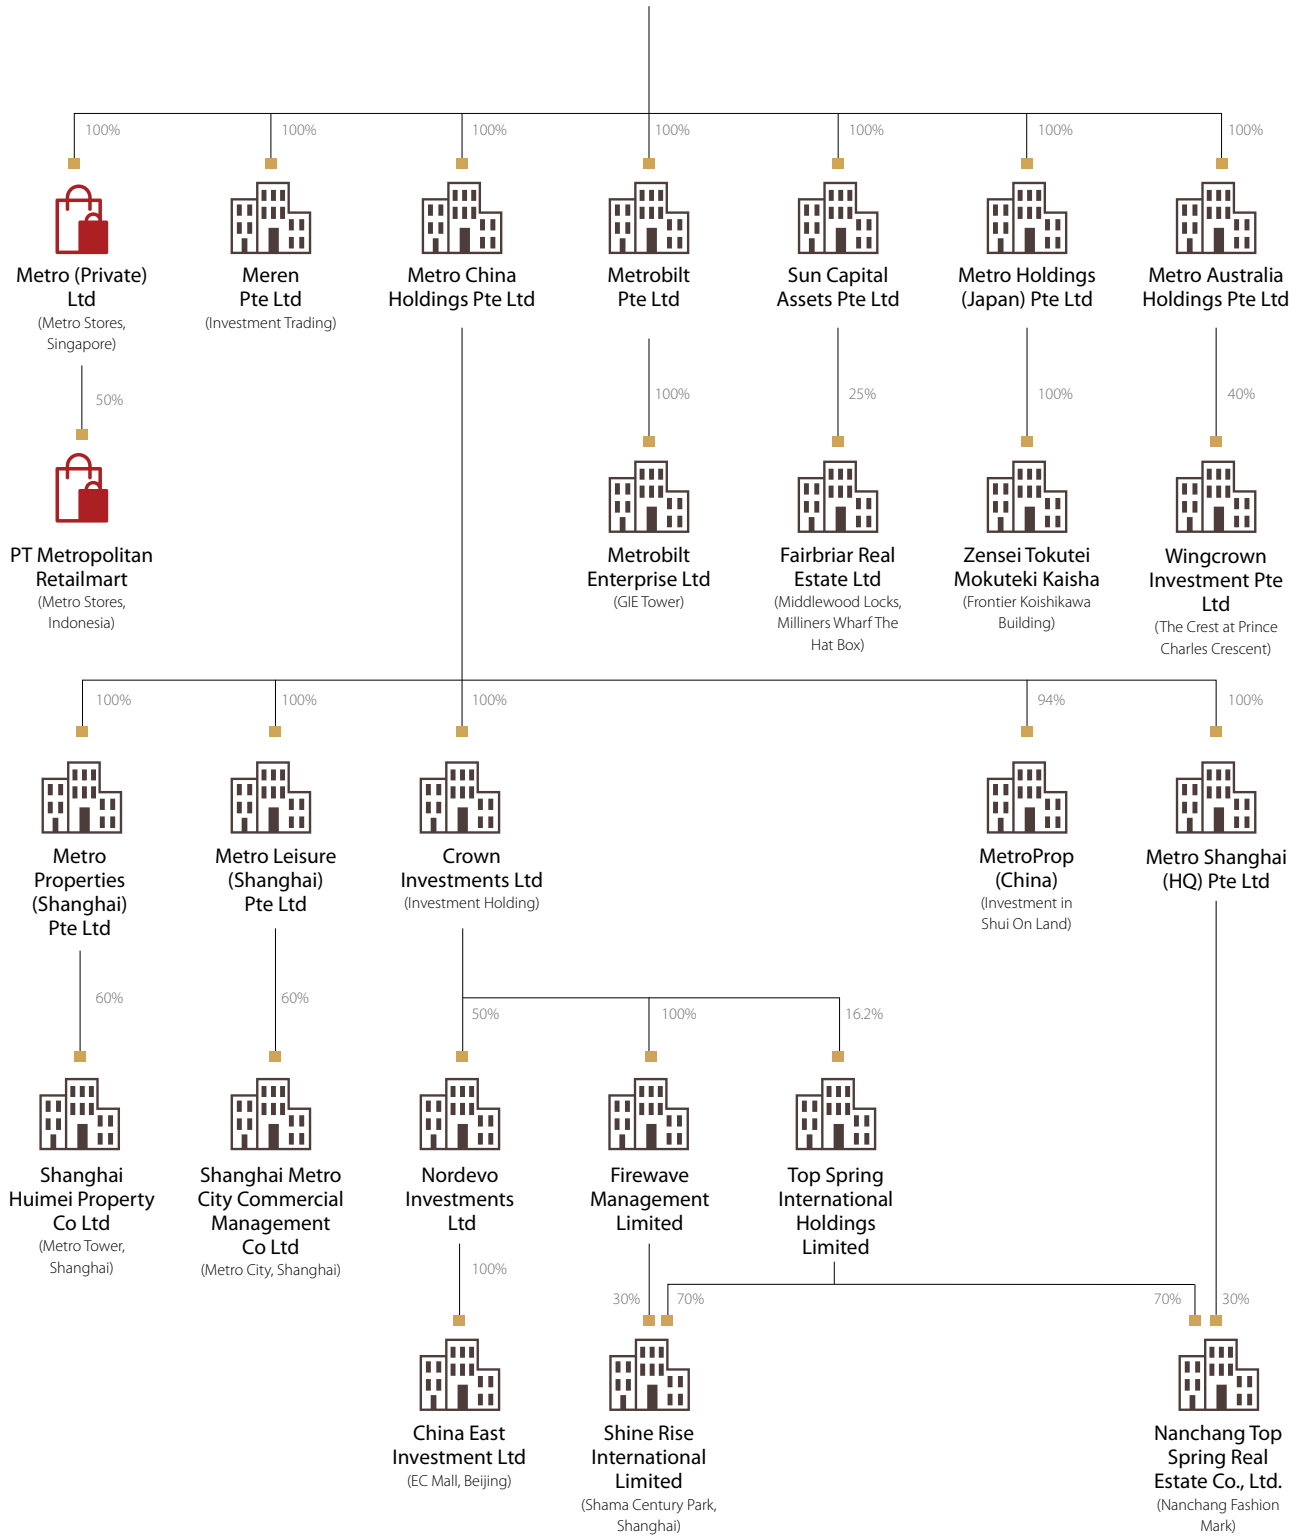 100%
100%
100%
100%
100%
100%
100%
Metro (Private)
Ltd
(Metro Stores,
Singapore)
Meren
Pte Ltd
(Investment Trading)
Metro China
Holdings Pte Ltd
Metrobilt
Pte Ltd
Sun Capital
Assets Pte Ltd
Metro Holdings
(Japan) Pte Ltd
Metro Australia
Holdings Pte Ltd
50%
100%
25%
100%
40%
PT Metropolitan
Retailmart
(Metro Stores,
Indonesia)
Metrobilt
Enterprise Ltd
(GIE Tower)
Fairbriar Real
Estate Ltd
(Middlewood Locks,
Milliners Wharf The
Hat Box)
Zensei Tokutei
Mokuteki Kaisha
(Frontier Koishikawa
Building)
Wingcrown
Investment Pte
Ltd
(The Crest at Prince
Charles Crescent)
100%
100%
100%
94%
100%
Metro
Properties
(Shanghai)
Pte Ltd
Metro Leisure
(Shanghai)
Pte Ltd
Crown
Investments Ltd
(Investment Holding)
MetroProp
(China)
(Investment in
Shui On Land)
Metro Shanghai
(HQ) Pte Ltd
60%
60%
50%
100%
16.2%
Shanghai
Huimei Property
Co Ltd
(Metro Tower,
Shanghai)
Shanghai Metro
City Commercial
Management
Co Ltd
(Metro City, Shanghai)
Nordevo
Investments
Ltd
Firewave
Management
Limited
Top Spring
International
Holdings
Limited
100%
30%
70%
70%
30%
China East
Investment Ltd
(EC Mall, Beijing)
Shine Rise
International
Limited
(Shama Century Park,
Shanghai)
Nanchang Top
Spring Real
Estate Co., Ltd.
(Nanchang Fashion
Mark)